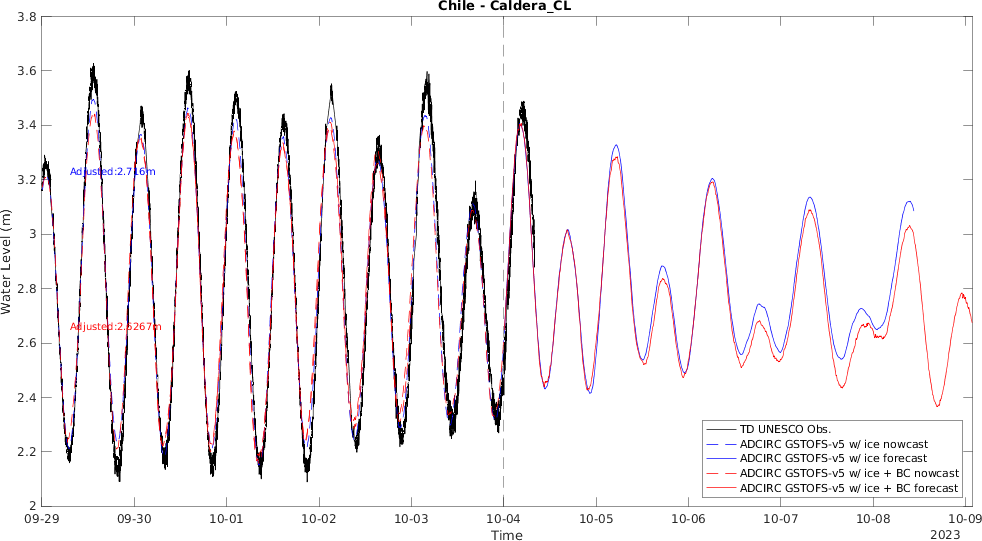 Chile - Caldera_CL
Water Level (m)
3.8
3.6
3.4
3.2
3
2.8
2.6
2.4
2.2
2
Adjusted:2.716m
Adjusted:2.6267m
TD UNESCO Obs.
ADCIRC GSTOFS-v5 w/ ice nowcast
ADCIRC GSTOFS-v5 w/ ice forecast
ADCIRC GSTOFS-v5 w/ ice + BC nowcast
ADCIRC GSTOFS-v5 w/ ice + BC forecast
09-29 09-30 10-01 10-02 10-03 10-04 10-05 10-06 10-07 10-08 10-09
Time
2023